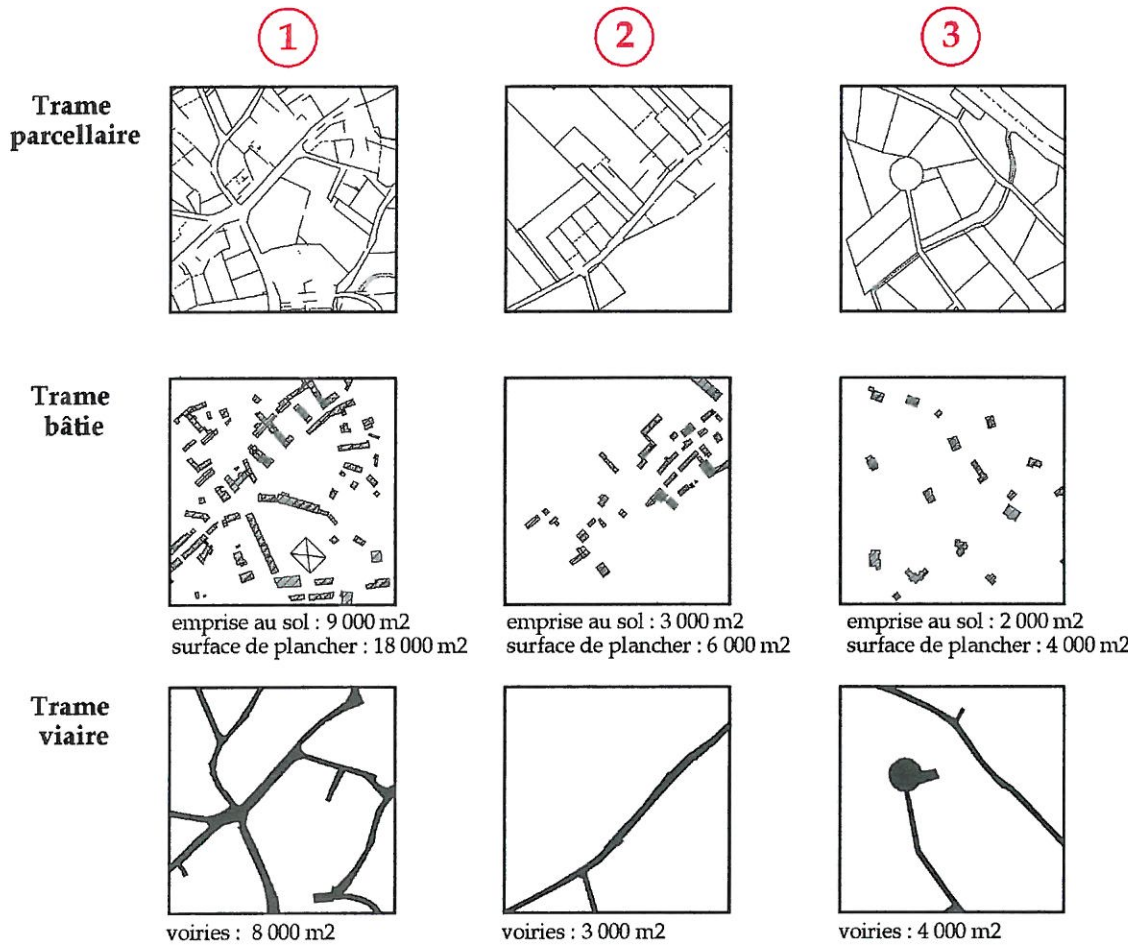 1 2 3
Trame
parcellaire
Trame
bâtie
emprise au sol : 9 000 m2
surface de plancher : 18 000 m2
emprise au sol : 3 000 m2
surface de plancher : 6 000 m2
emprise au sol : 2 000 m2
surface de plancher : 4 000 m2
Trame
viaire
voiries : 8 000 m2
voiries : 3 000 m2
voiries : 4 000 m2